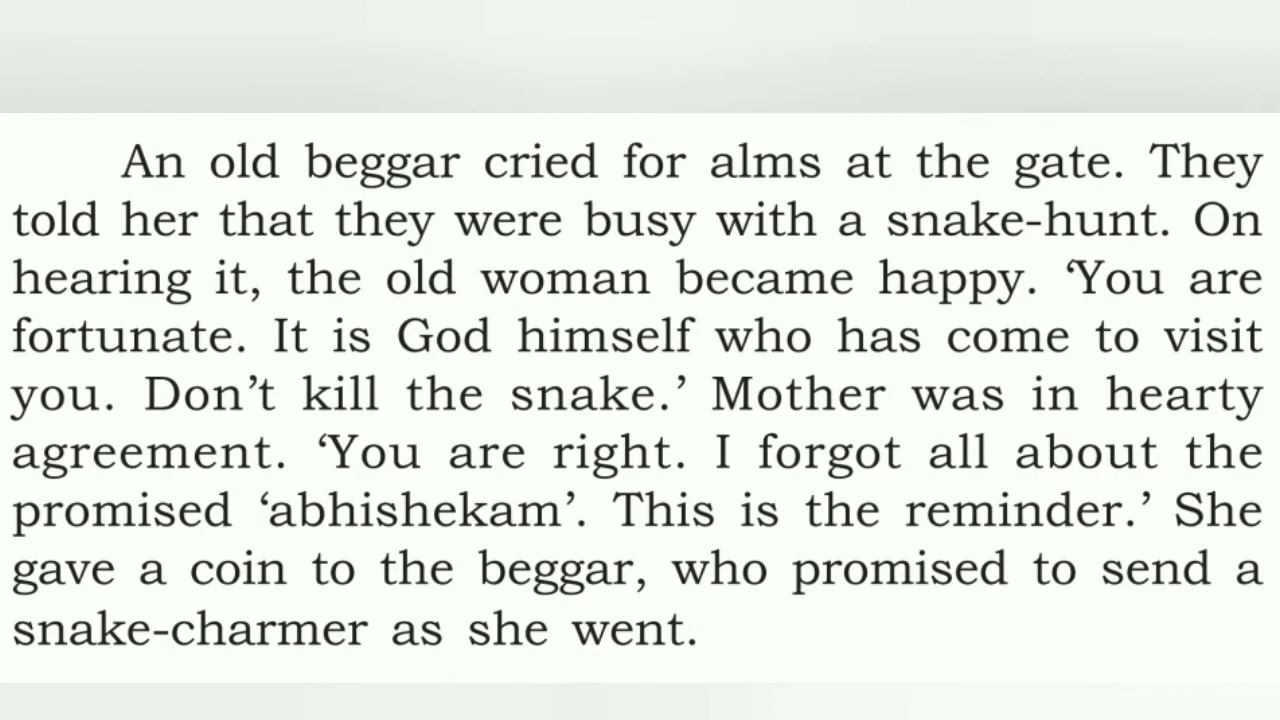 An old beggar cried for alms at the gate. They
told her that they were busy with a snake-hunt. On
hearing it, the old woman became happy. ‘You are
fortunate. It is God himself who has come to visit
you. Don’t kill the snake.’ Mother was in hearty
agreement. ‘You are right. I forgot all about the
promised ‘abhishekam’. This is the reminder.’ She
gave a coin to the beggar, who promised to send a
snake-charmer as she went.